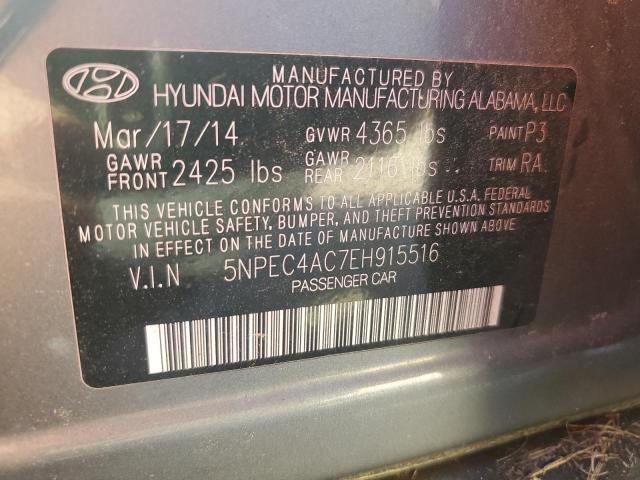 MANUFACTURED BY
HYUNDAI MOTOR MANUFACTURING ALABAMA, LLC
Mar/17/14 GVWR 4365 lbs PAINT P3
GAWR FRONT 2425 lbs GAWR REAR 2116 lbs TRIM RA
THIS VEHICLE CONFORMS TO ALL APPLICABLE U.S.A. FEDERAL
MOTOR VEHICLE SAFETY, BUMPER, AND THEFT PREVENTION STANDARDS
IN EFFECT ON THE DATE OF MANUFACTURE SHOWN ABOVE.
V.I.N 5NPEC4AC7EH915516
PASSENGER CAR